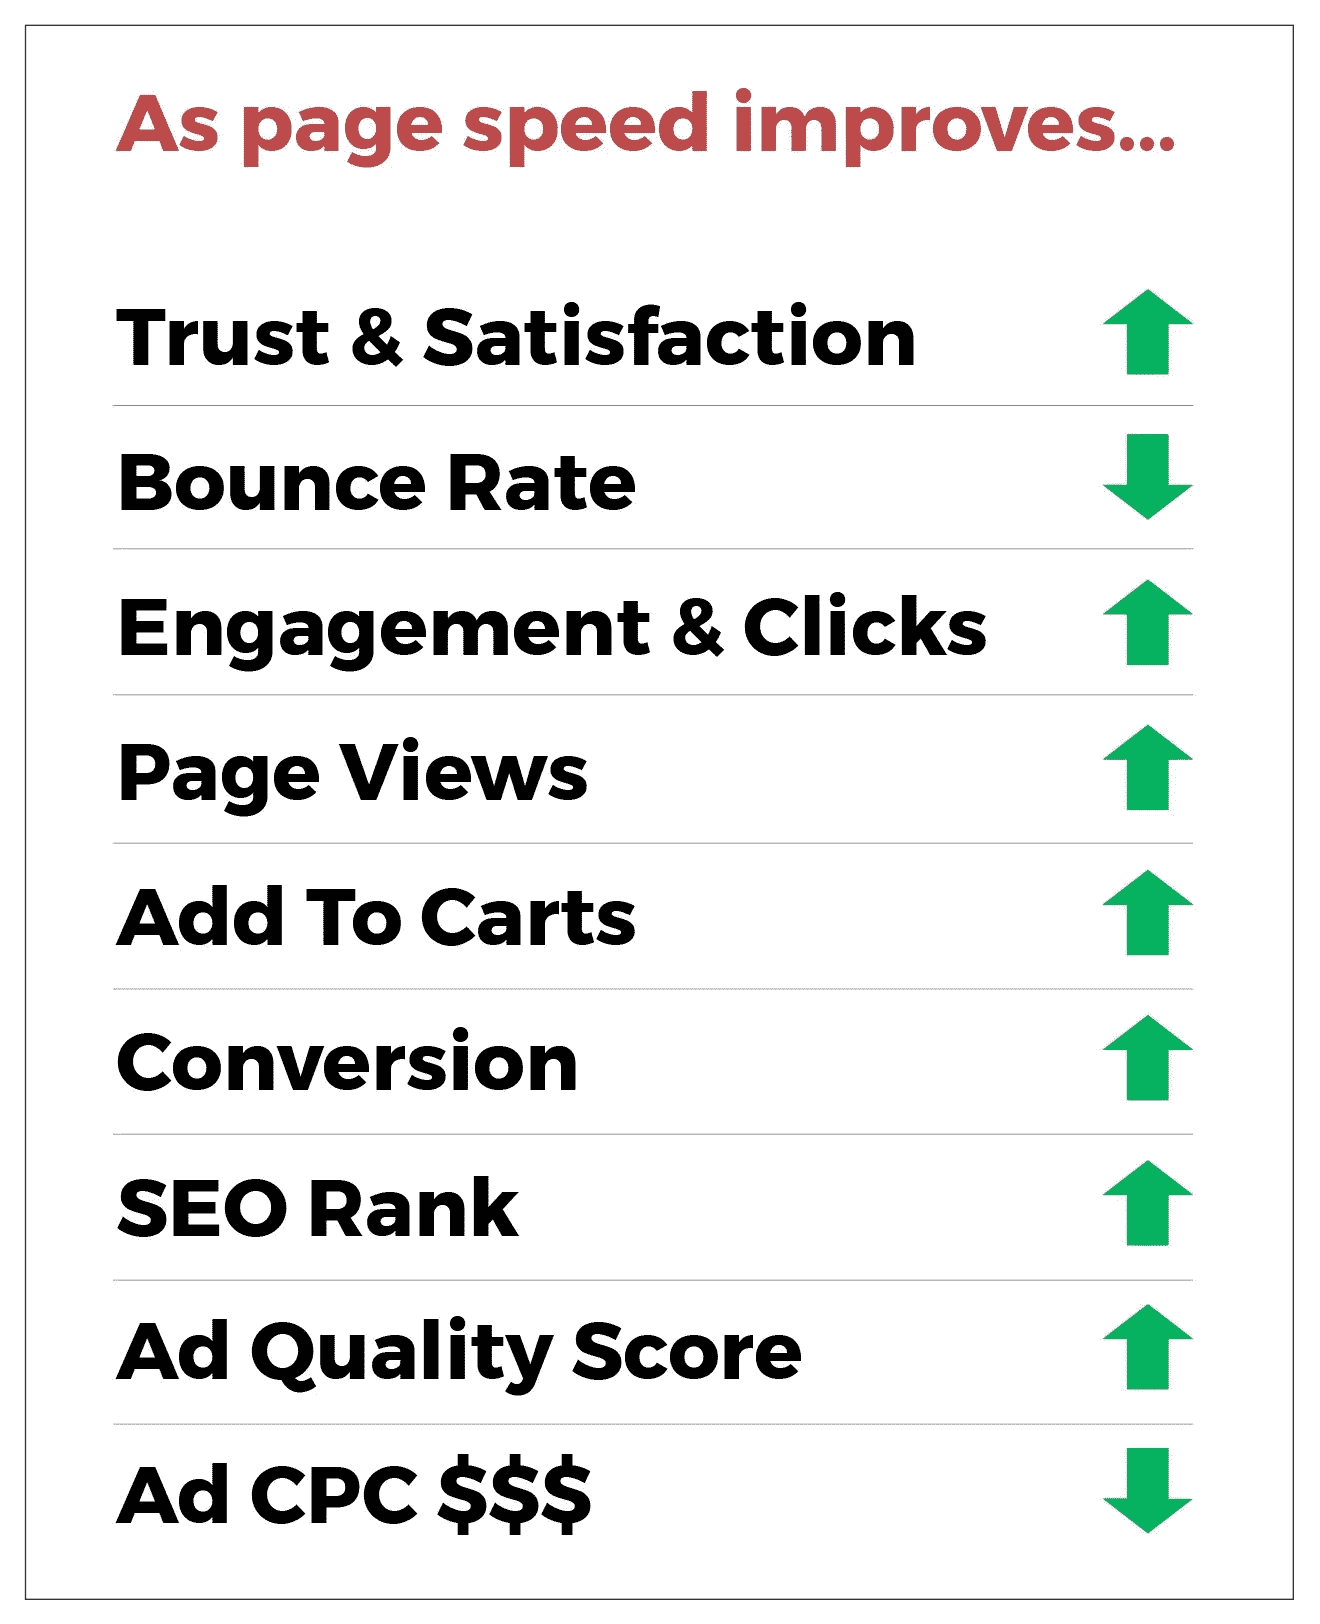 As page speed improves...
Trust & Satisfaction
Bounce Rate
Engagement & Clicks
Page Views
Add To Carts
Conversion
SEO Rank
Ad Quality Score
Ad CPC $$$